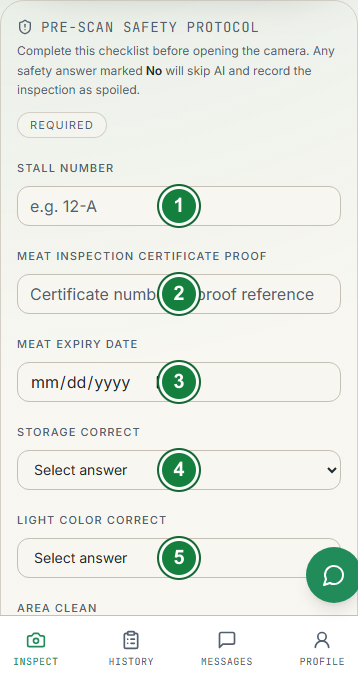 PRE-SCAN SAFETY PROTOCOL
Complete this checklist before opening the camera. Any
safety answer marked No will skip AI and record the
inspection as spoiled.
REQUIRED
STALL NUMBER
e.g. 12-A
1
MEAT INSPECTION CERTIFICATE PROOF
Certificate numb 2 proof reference
MEAT EXPIRY DATE
mm/dd/yyyy
3
STORAGE CORRECT
Select answer
4
LIGHT COLOR CORRECT
Select answer
5
AREA CLEAN
INSPECT HISTORY MESSAGES PROFILE